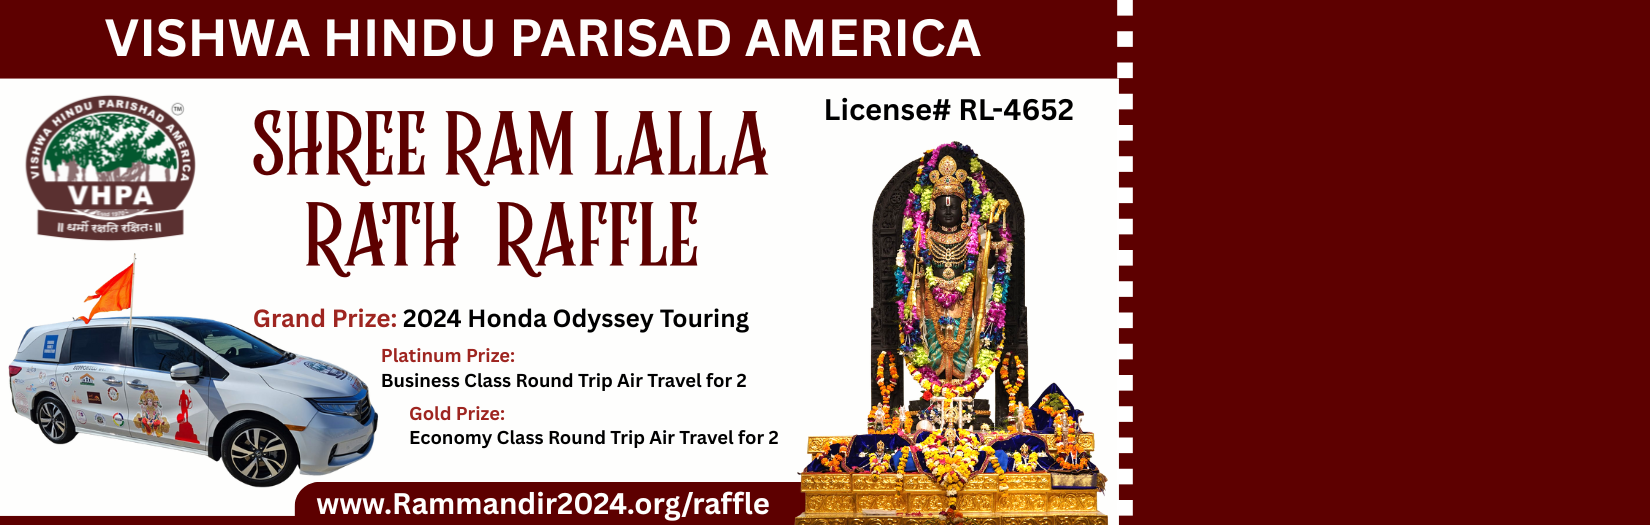 VISHWA HINDU PARISAD AMERICA
VISHWA HINDU PARISHAD AMERICA
TM
VHPA
॥ धर्मो रक्षति रक्षितः॥
SHREE RAM LALLA
RATH RAFFLE
License# RL-4652
Grand Prize: 2024 Honda Odyssey Touring
Platinum Prize:
Business Class Round Trip Air Travel for 2
Gold Prize:
Economy Class Round Trip Air Travel for 2
www.Rammandir2024.org/raffle